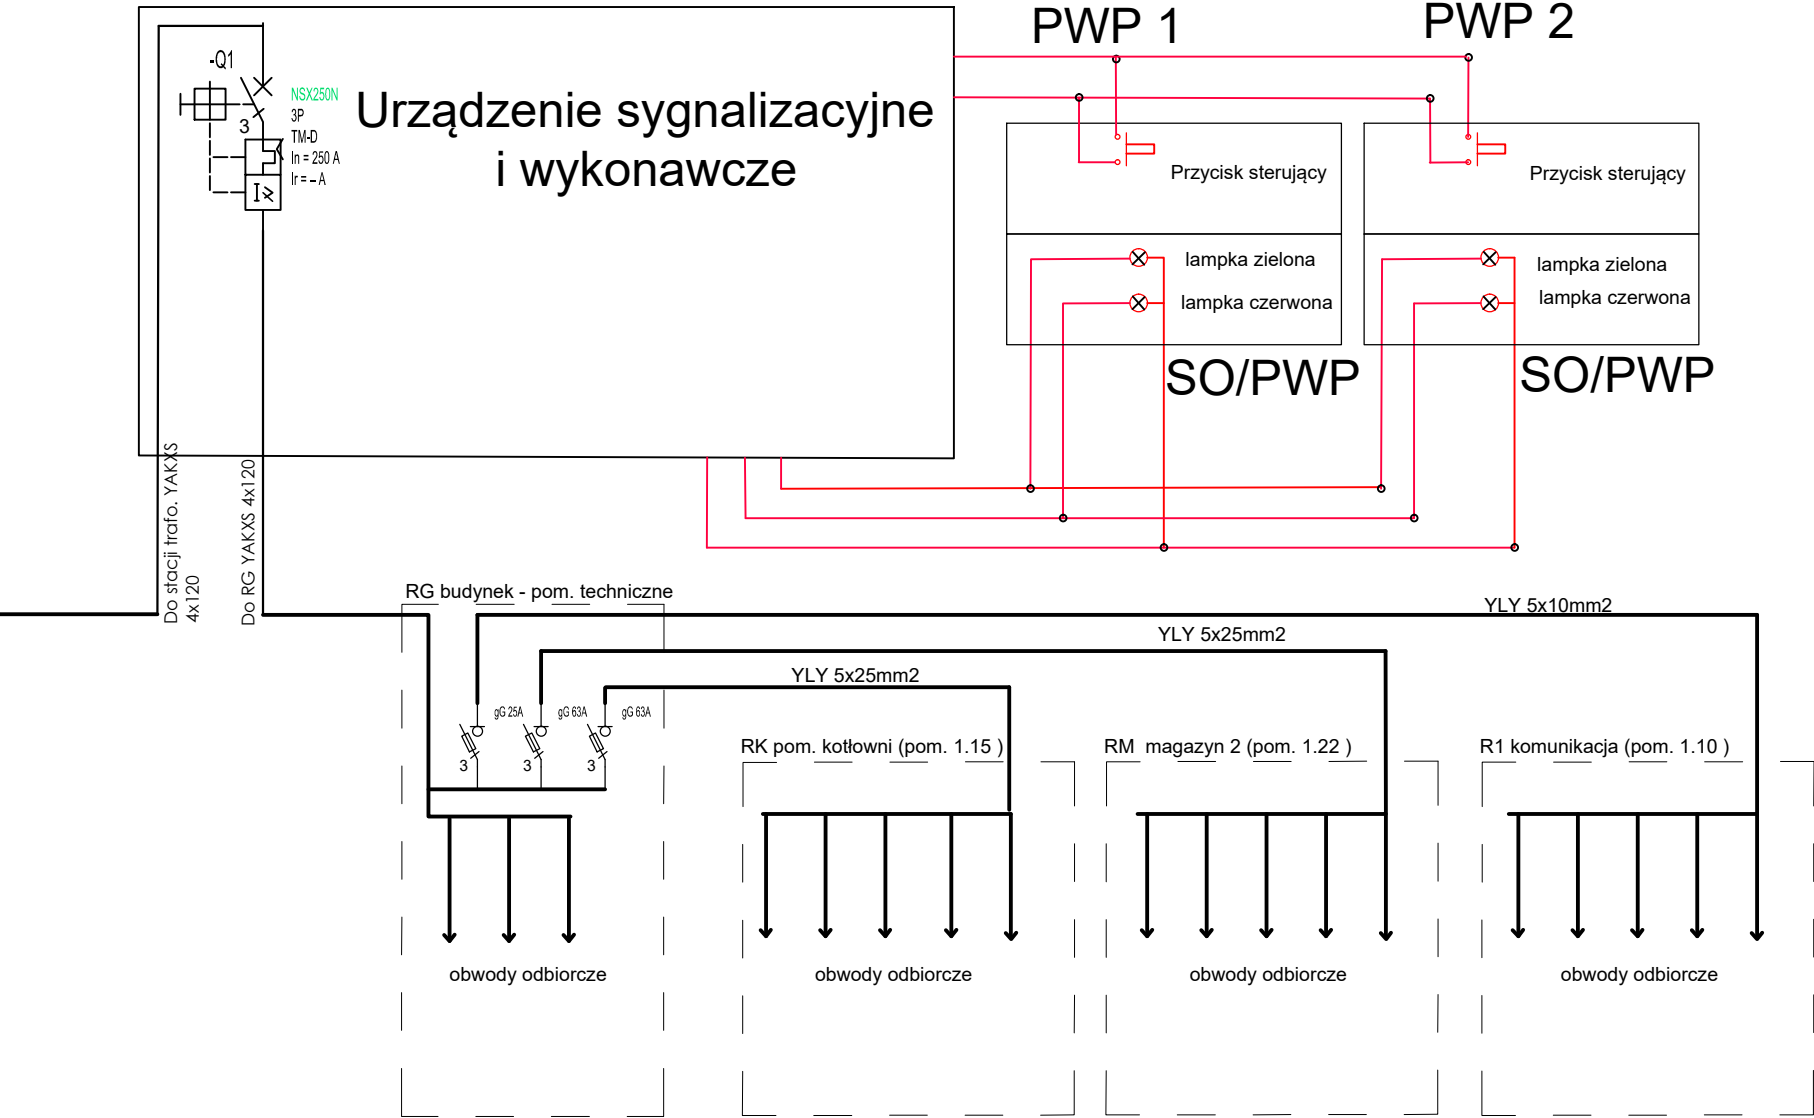 PWP 1
PWP 2
-Q1
NSX250N
3P
TM-D
In = 250 A
Ir = -- A
3
Urządzenie sygnalizacyjne
i wykonawcze
Przycisk sterujący
Przycisk sterujący
lampka zielona
lampka czerwona
lampka zielona
lampka czerwona
SO/PWP
SO/PWP
Do stacji trafo. YAKXS
4x120
Do RG YAKXS 4x120
RG budynek - pom. techniczne
YLY 5x10mm2
YLY 5x25mm2
YLY 5x25mm2
gG 25A
gG 63A
gG 63A
3
3
3
RK pom. kotłowni (pom. 1.15 )
RM magazyn 2 (pom. 1.22 )
R1 komunikacja (pom. 1.10 )
obwody odbiorcze
obwody odbiorcze
obwody odbiorcze
obwody odbiorcze